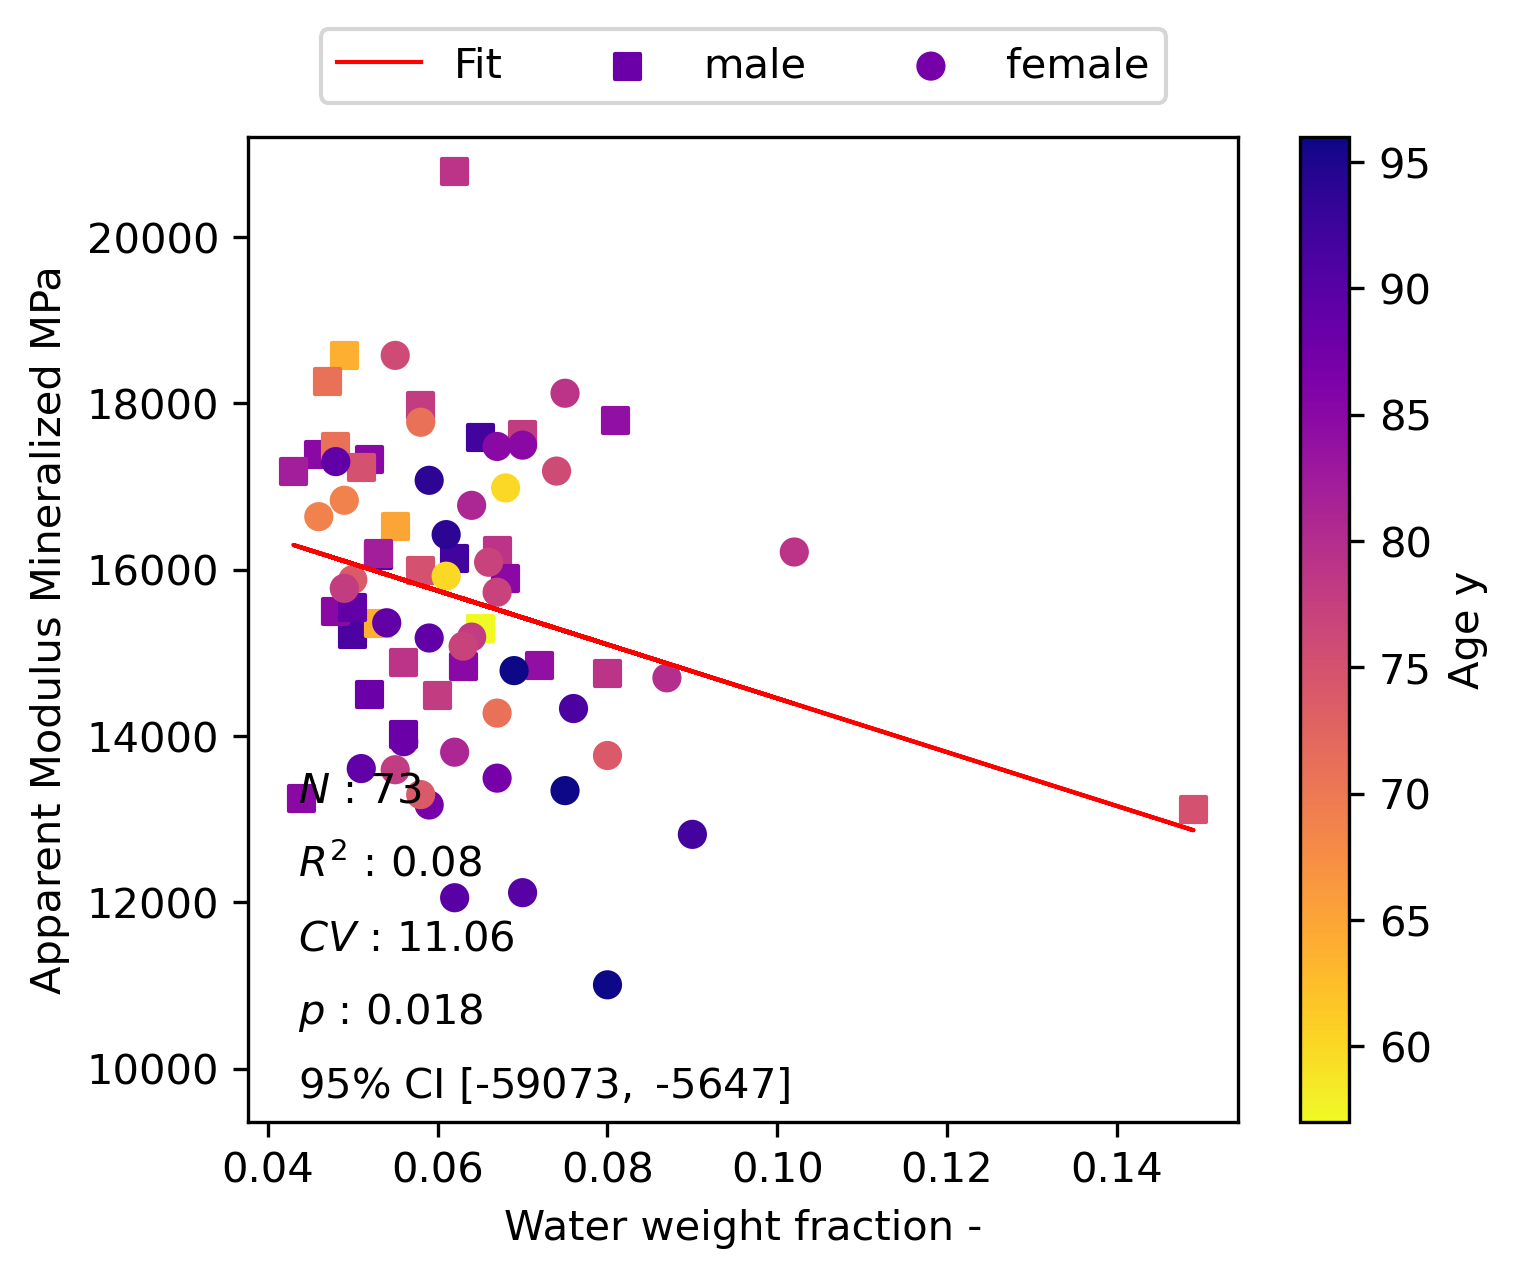 Fit male female
20000
18000
16000
14000
12000
10000
Apparent Modulus Mineralized MPa
N : 73
R² : 0.08
CV : 11.06
p : 0.018
95% CI [-59073, -5647]
0.04 0.06 0.08 0.10 0.12 0.14
Water weight fraction -
95
90
85
80
75
70
65
60
Age y